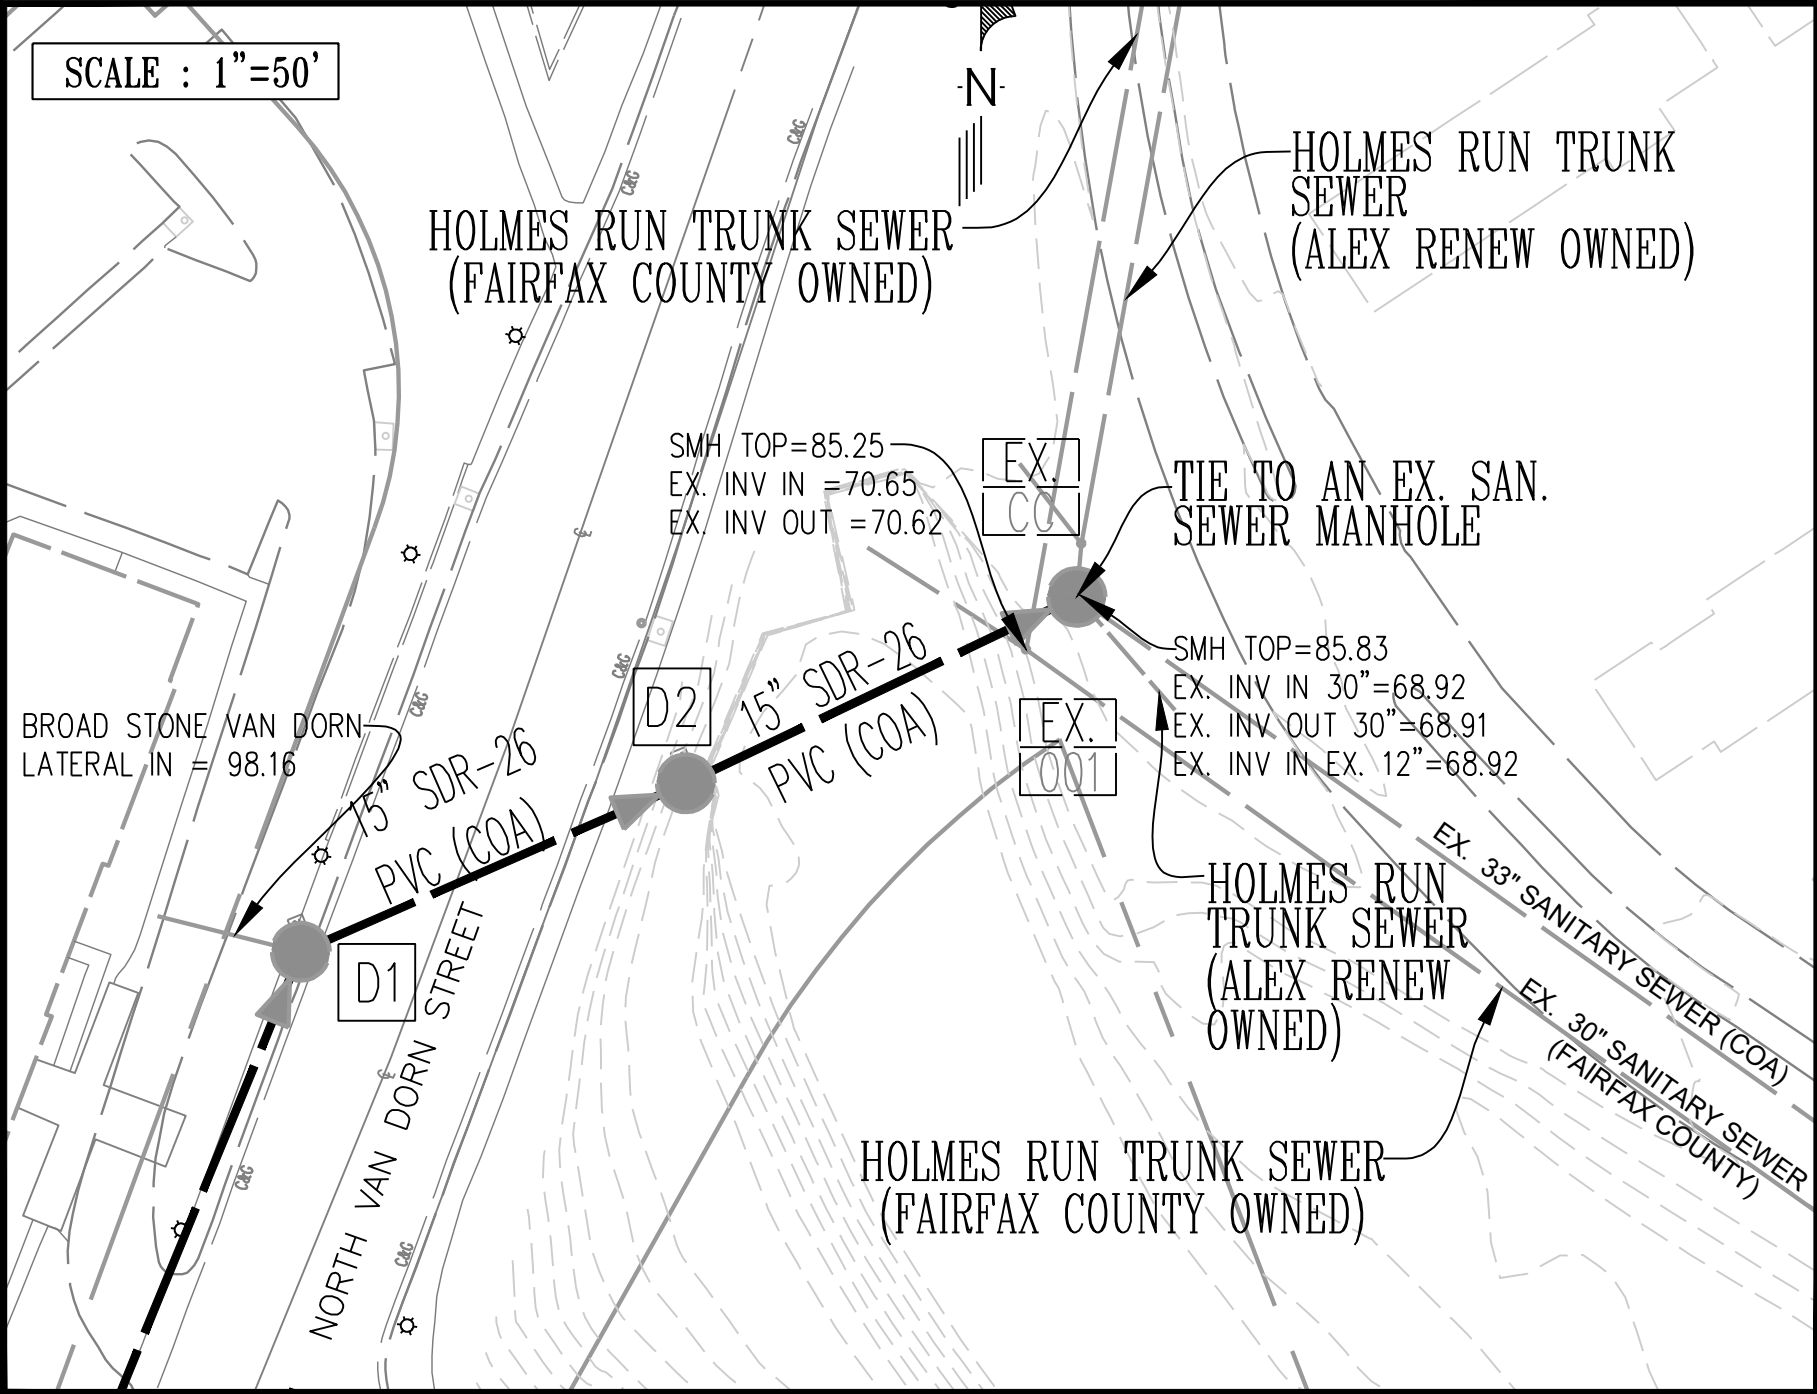 SCALE : 1"=50'
-N-
HOLMES RUN TRUNK
SEWER
(ALEX RENEW OWNED)
HOLMES RUN TRUNK SEWER
(FAIRFAX COUNTY OWNED)
C&G
C&G
SMH TOP=85.25
EX. INV IN =70.65
EX. INV OUT =70.62
EX.
CO
TIE TO AN EX. SAN.
SEWER MANHOLE
SMH TOP=85.83
EX. INV IN 30"=68.92
EX. INV OUT 30"=68.91
EX. INV IN EX. 12"=68.92
C&G
C&G
D2
15" SDR-26
PVC (COA)
EX.
001
BROAD STONE VAN DORN
LATERAL IN = 98.16
15" SDR-26
PVC (COA)
D1
NORTH VAN DORN STREET
HOLMES RUN
TRUNK SEWER
(ALEX RENEW
OWNED)
EX. 33" SANITARY SEWER (COA)
EX. 30" SANITARY SEWER
(FAIRFAX COUNTY)
HOLMES RUN TRUNK SEWER
(FAIRFAX COUNTY OWNED)
C&G
C&G